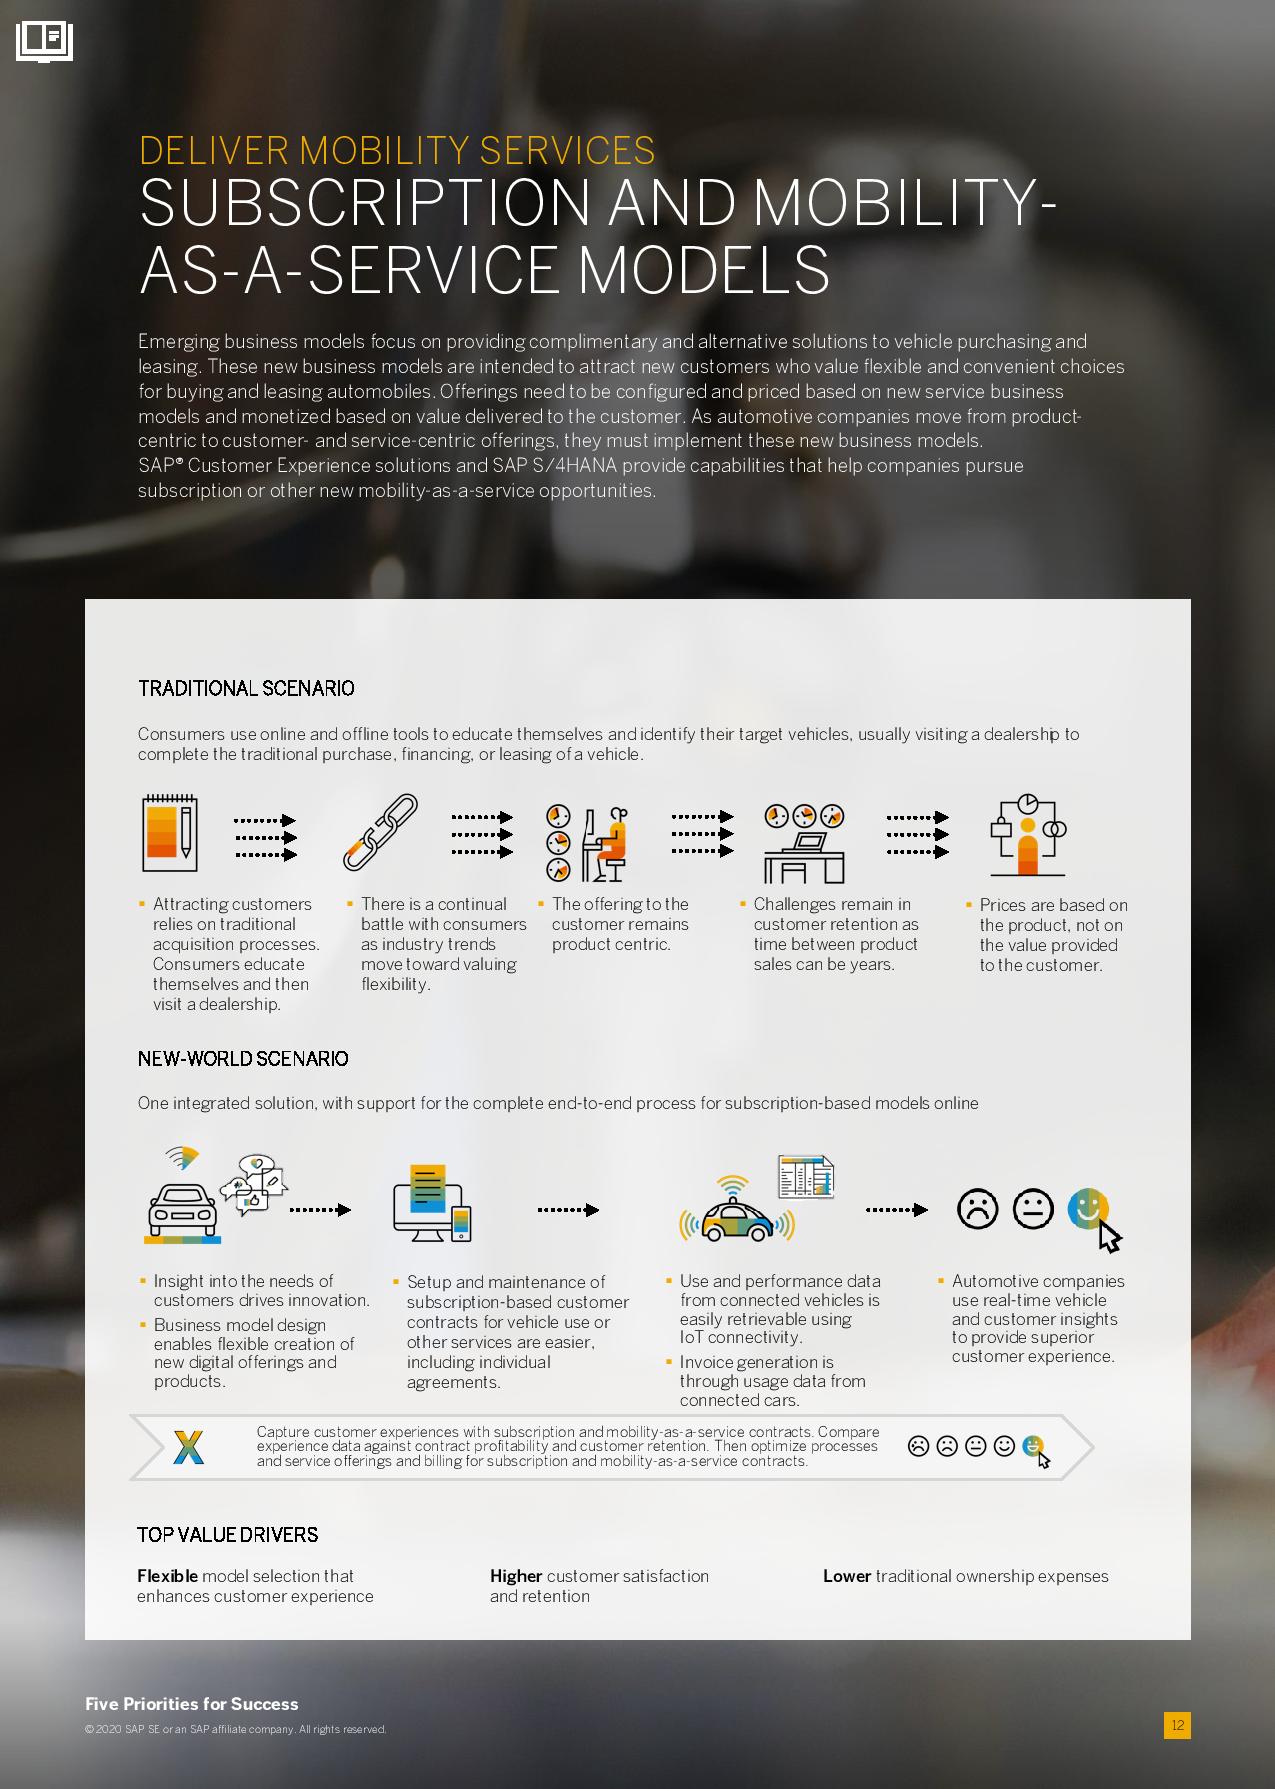 DELIVER MOBILITY SERVICES
SUBSCRIPTION AND MOBILITY-
AS-A-SERVICE MODELS
Emerging business models focus on providing complimentary and alternative solutions to vehicle purchasing and
leasing. These new business models are intended to attract new customers who value flexible and convenient choices
for buying and leasing automobiles. Offerings need to be configured and priced based on new service business
models and monetized based on value delivered to the customer. As automotive companies move from product-
centric to customer- and service-centric offerings, they must implement these new business models.
SAP® Customer Experience solutions and SAP S/4HANA provide capabilities that help companies pursue
subscription or other new mobility-as-a-service opportunities.
TRADITIONAL SCENARIO
Consumers use online and offline tools to educate themselves and identify their target vehicles, usually visiting a dealership to
complete the traditional purchase, financing, or leasing of a vehicle.
Attracting customers
relies on traditional
acquisition processes.
Consumers educate
themselves and then
visit a dealership.
There is a continual
battle with consumers
as industry trends
move toward valuing
flexibility.
The offering to the
customer remains
product centric.
Challenges remain in
customer retention as
time between product
sales can be years.
Prices are based on
the product, not on
the value provided
to the customer.
NEW-WORLD SCENARIO
One integrated solution, with support for the complete end-to-end process for subscription-based models online
Insight into the needs of
customers drives innovation.
Business model design
enables flexible creation of
new digital offerings and
products.
Setup and maintenance of
subscription-based customer
contracts for vehicle use or
other services are easier,
including individual
agreements.
Use and performance data
from connected vehicles is
easily retrievable using
IoT connectivity.
Invoice generation is
through usage data from
connected cars.
Automotive companies
use real-time vehicle
and customer insights
to provide superior
customer experience.
X
Capture customer experiences with subscription and mobility-as-a-service contracts. Compare
experience data against contract profitability and customer retention. Then optimize processes
and service offerings and billing for subscription and mobility-as-a-service contracts.
TOP VALUE DRIVERS
Flexible model selection that
enhances customer experience
Higher customer satisfaction
and retention
Lower traditional ownership expenses
Five Priorities for Success
© 2020 SAP SE or an SAP affiliate company. All rights reserved.
12